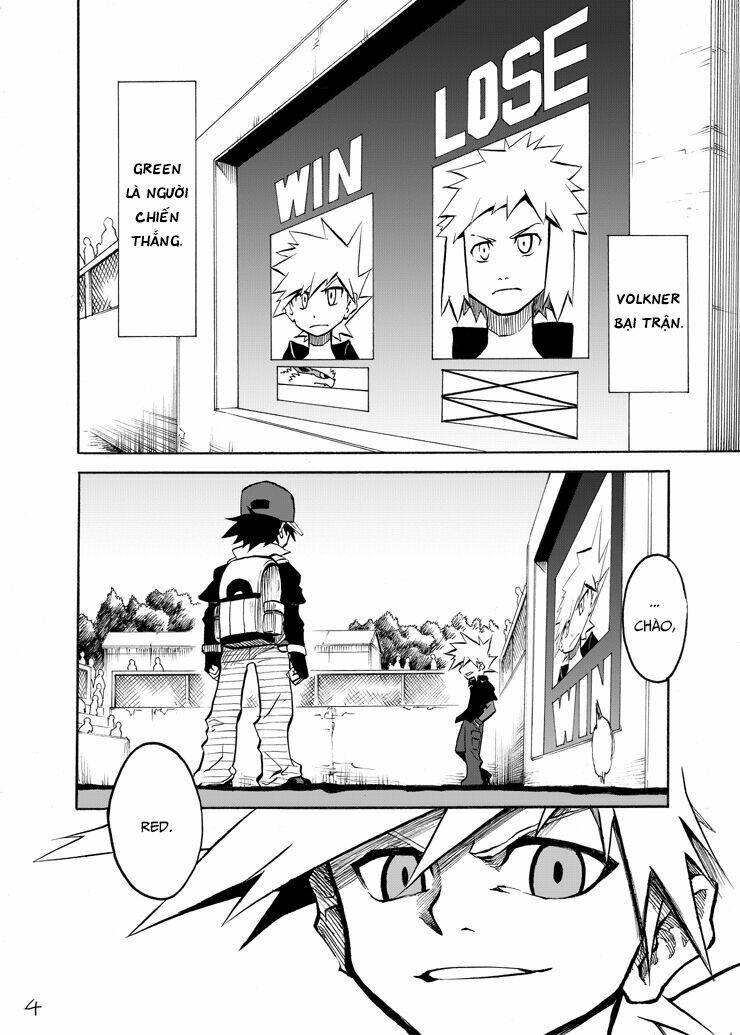 GREEN
LÀ NGƯỜI
CHIẾN
THẮNG.
WIN
LOSE
VOLKNER
BẠI TRẬN.
...
CHÀO,
WIN
RED.
4